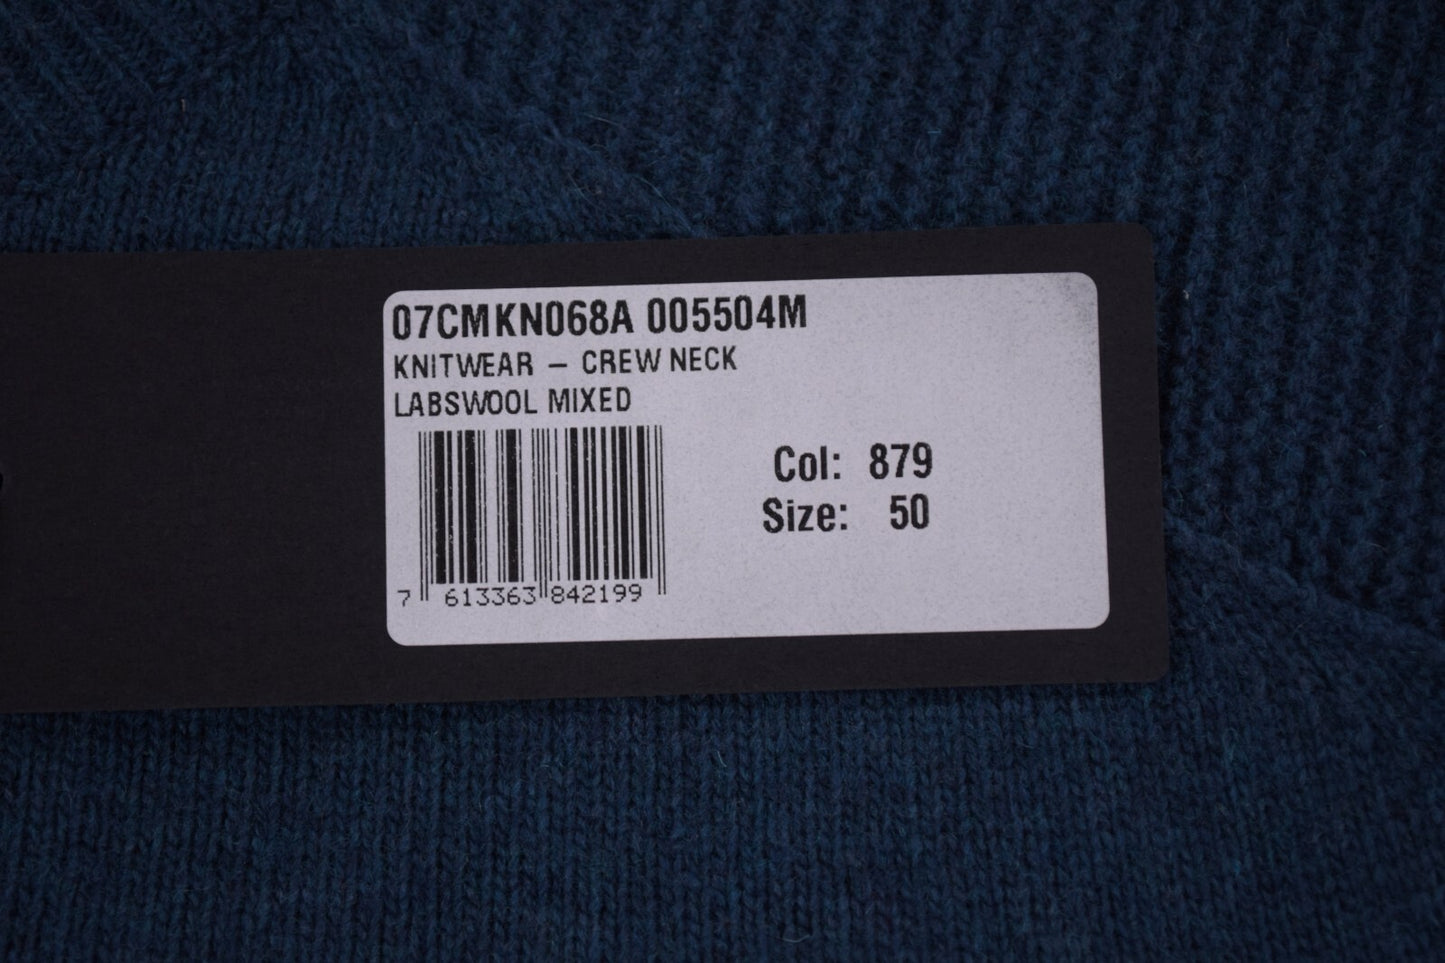 07CMKN068A 005504M
KNITWEAR – CREW NECK
LABSWOOL MIXED
Col: 879
Size: 50
7 613363 842199